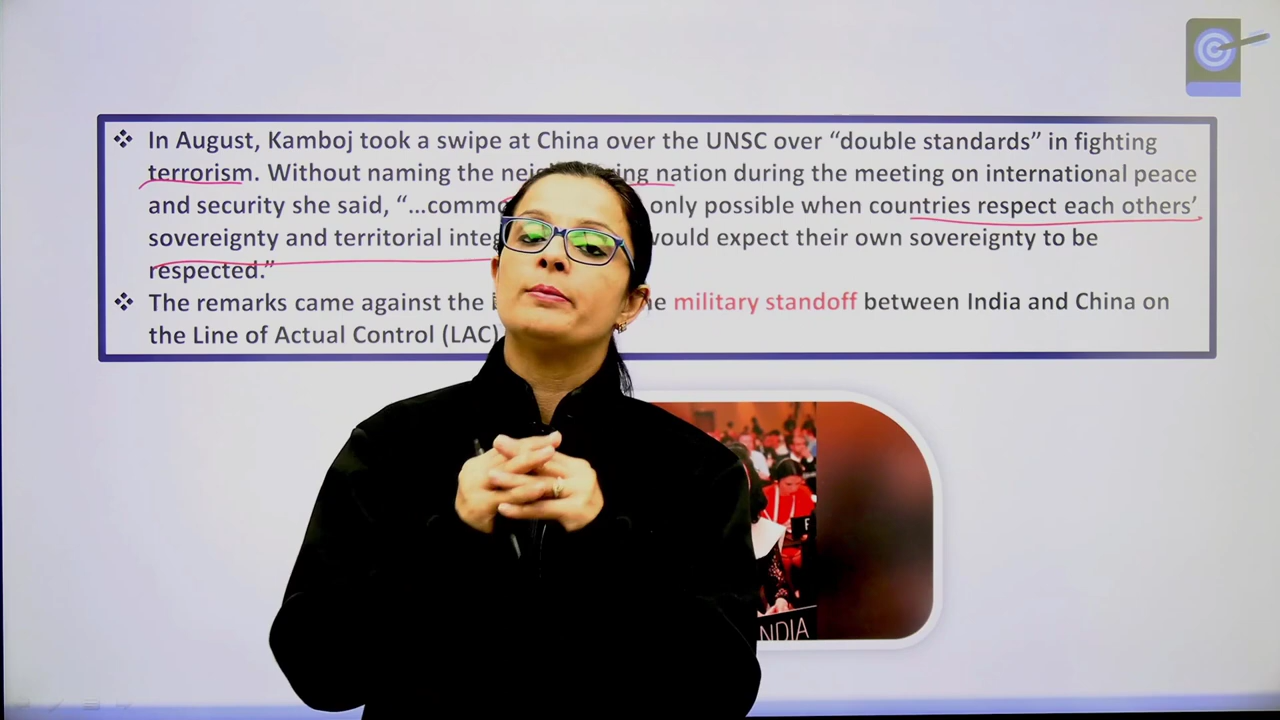 ❖ In August, Kamboj took a swipe at China over the UNSC over “double standards” in fighting
terrorism. Without naming the nation during the meeting on international peace
and security she said, “… only possible when countries respect each others’
sovereignty and territorial would expect their own sovereignty to be
respected.”
❖ The remarks came against the military standoff between India and China on
the Line of Actual Control (LAC)